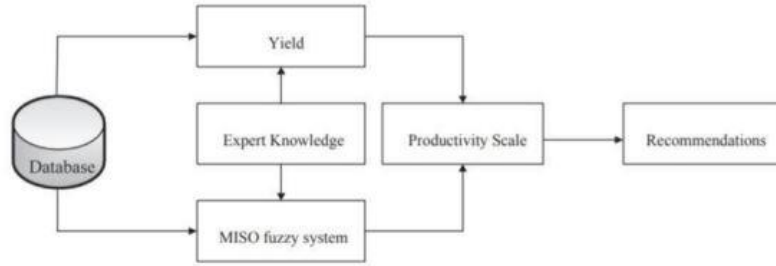 Yield
Database
Expert Knowledge
Productivity Scale
Recommendations
MISO fuzzy system